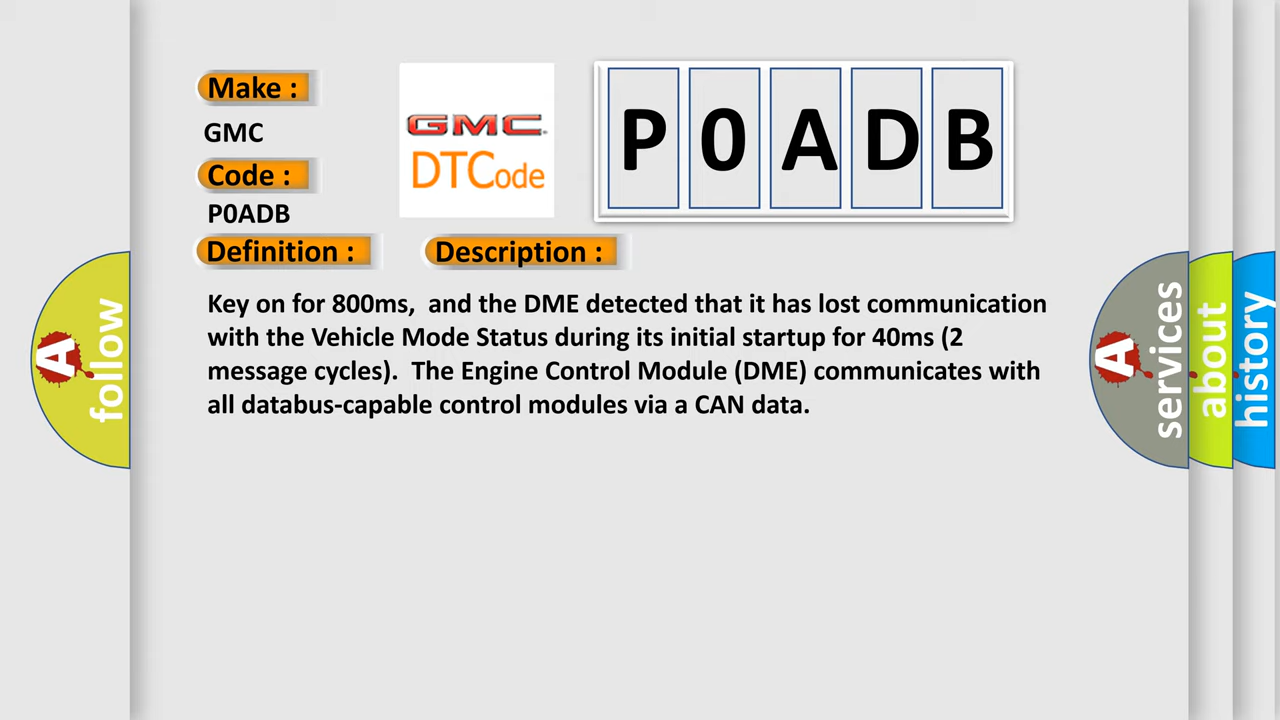 Make :
GMC
Code :
P0ADB
GMC
DTCode
P 0 A D B
Definition :
Description :
Key on for 800ms,  and the DME detected that it has lost communication
with the Vehicle Mode Status during its initial startup for 40ms (2
message cycles).  The Engine Control Module (DME) communicates with
all databus-capable control modules via a CAN data.
A
follow
A
services
about
history